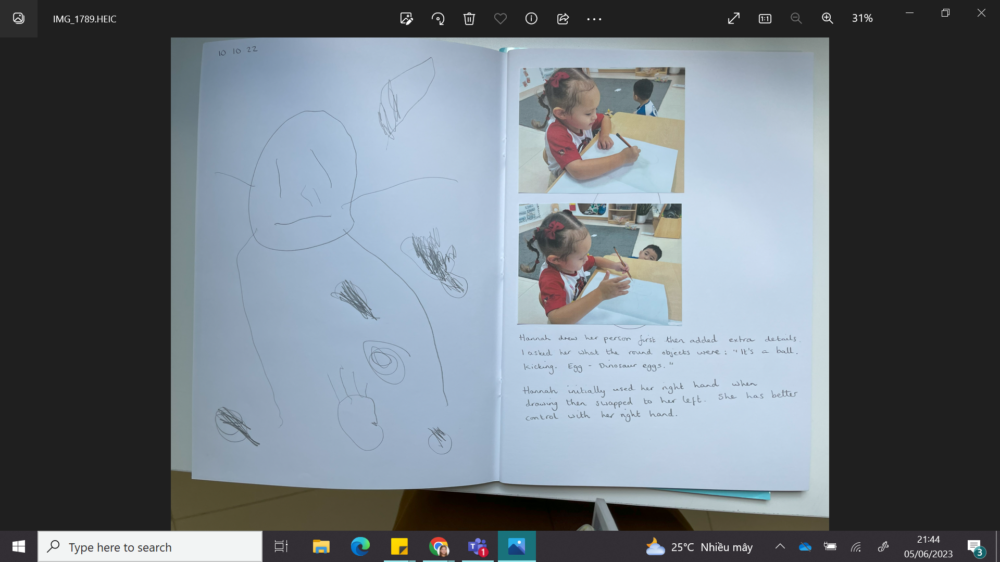 IMG_1789.HEIC
31%
10 10 22
Hannah drew her person first then added extra details.
I asked her what the round objects were: "It's a ball.
Kicking. Egg - Dinosaur eggs."
Hannah initially used her right hand when
drawing then swapped to her left. She has better
control with her right hand.
Type here to search
1
25°C Nhiều mây
21:44
05/06/2023
3